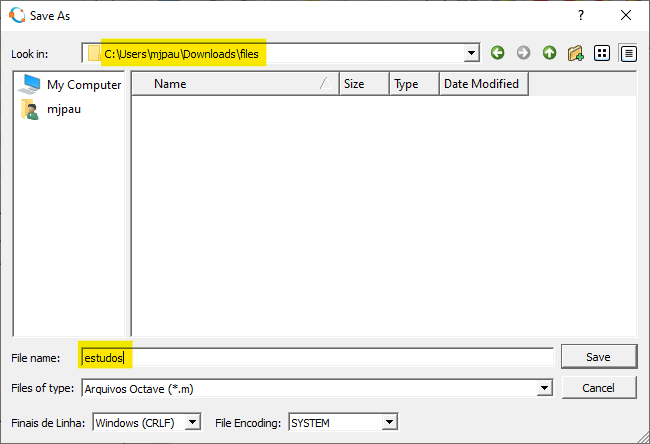 Save As
?
Look in: C:\Users\mjpau\Downloads\files
My Computer
mjpau
Name Size Type Date Modified
File name: estudos
Save
Files of type: Arquivos Octave (*.m)
Cancel
Finais de Linha: Windows (CRLF) File Encoding: SYSTEM